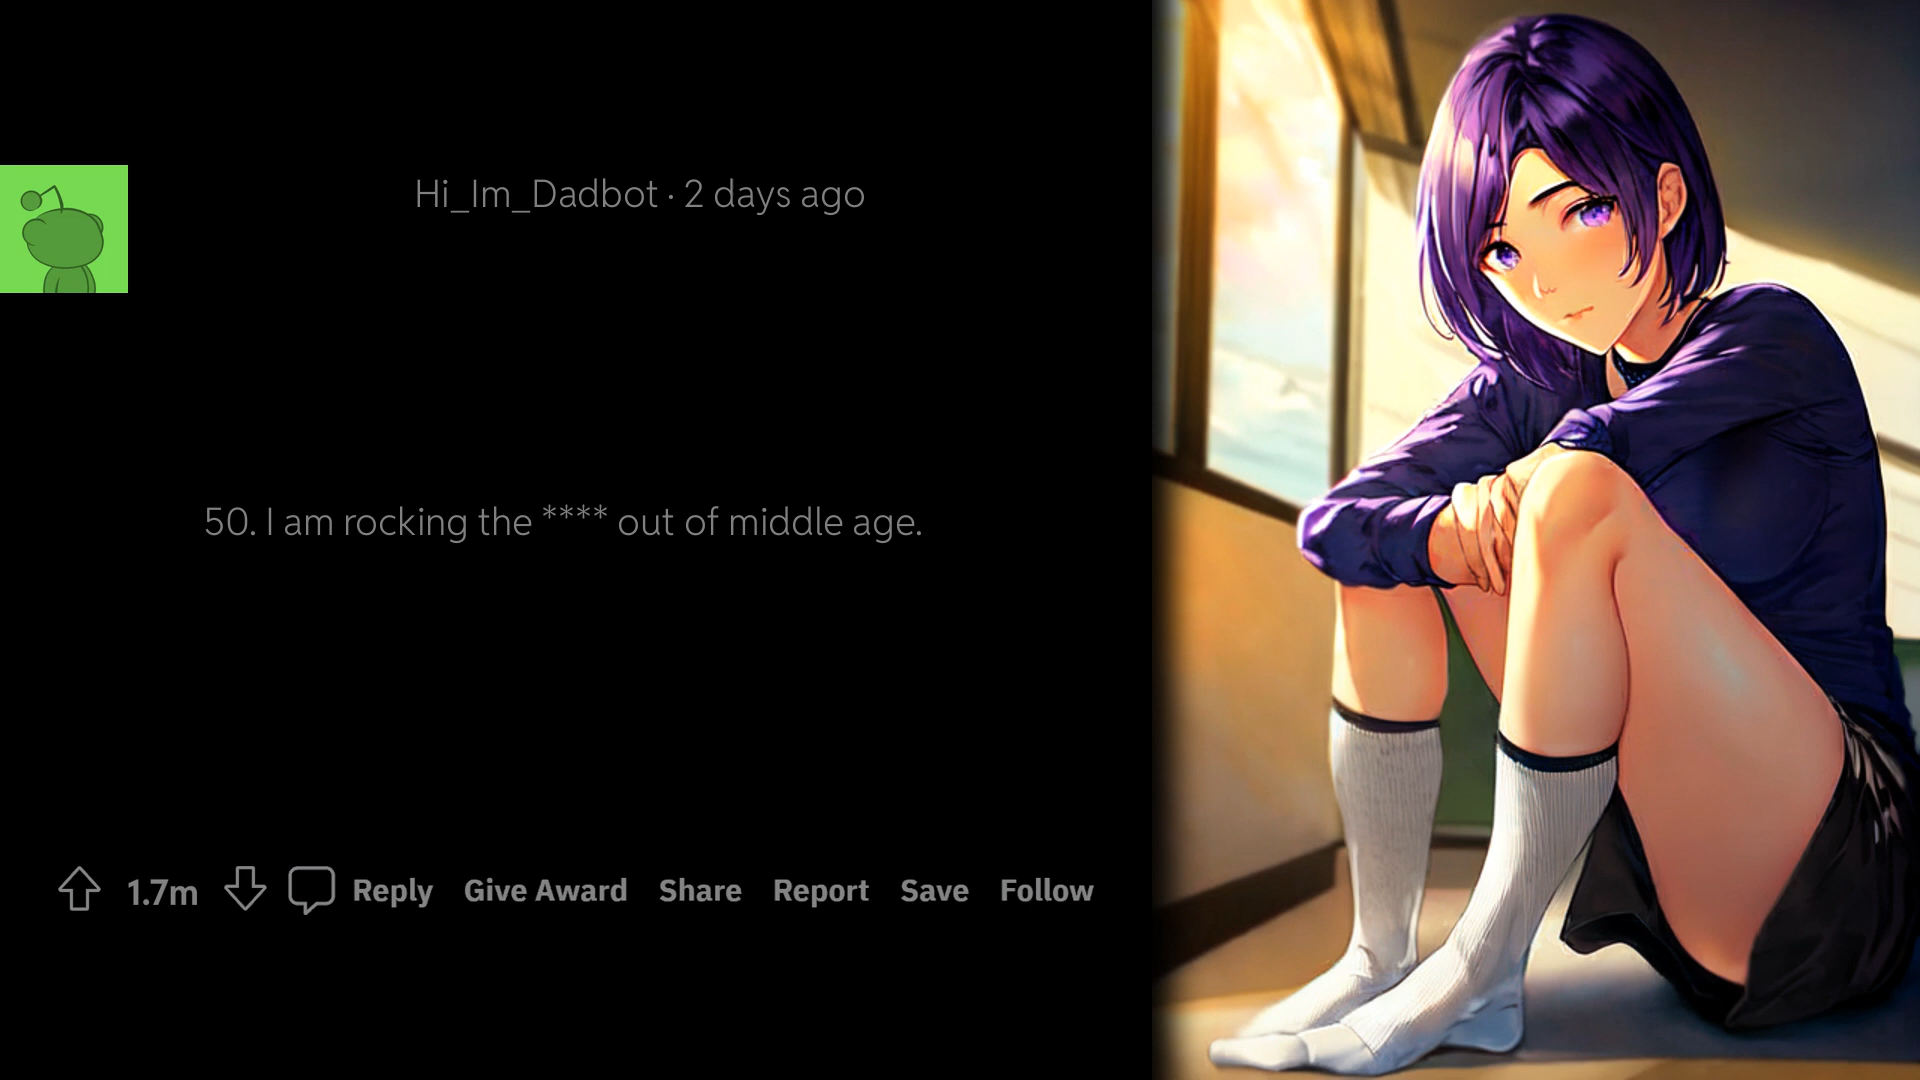 Hi_Im_Dadbot · 2 days ago
50. I am rocking the **** out of middle age.
1.7m Reply Give Award Share Report Save Follow